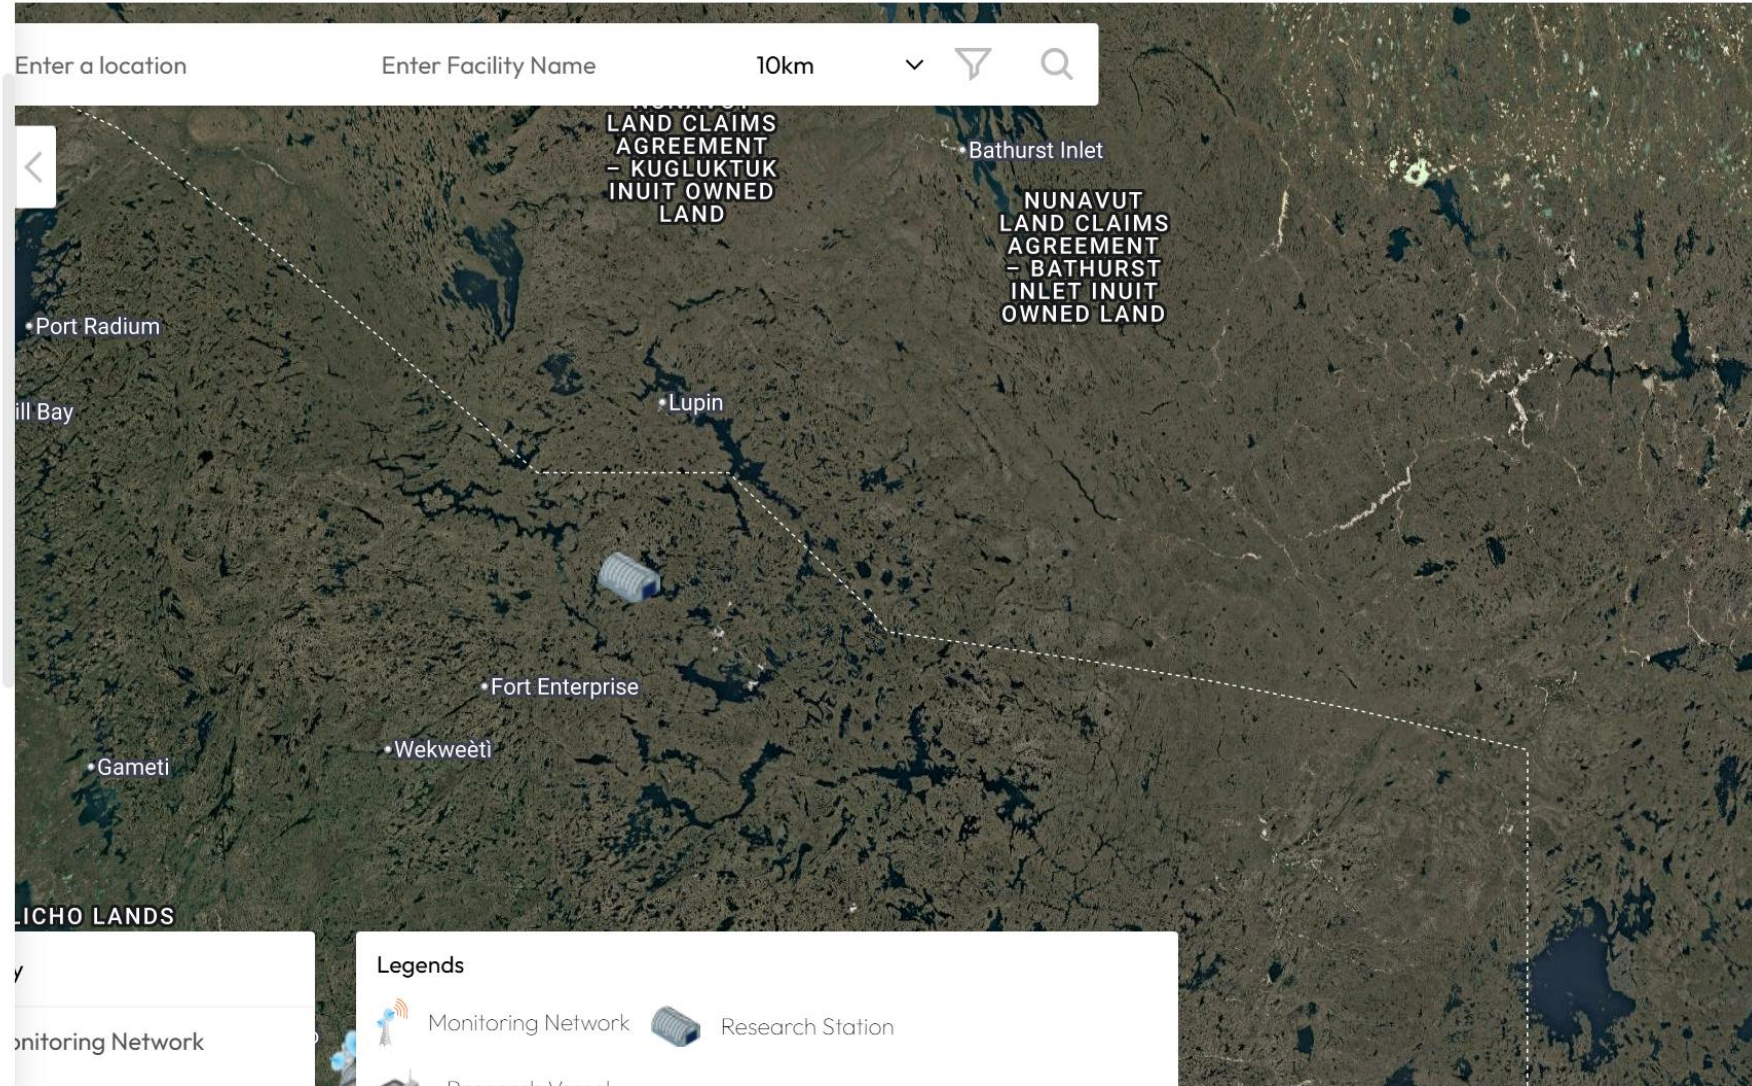 Enter a location
Enter Facility Name
10km
LAND CLAIMS
AGREEMENT
– KUGLUKTUK
INUIT OWNED
LAND
Bathurst Inlet
NUNAVUT
LAND CLAIMS
AGREEMENT
– BATHURST
INLET INUIT
OWNED LAND
Port Radium
ill Bay
Lupin
Fort Enterprise
Wekweètì
Gameti
LICHO LANDS
y
onitoring Network
Legends
Monitoring Network
Research Station